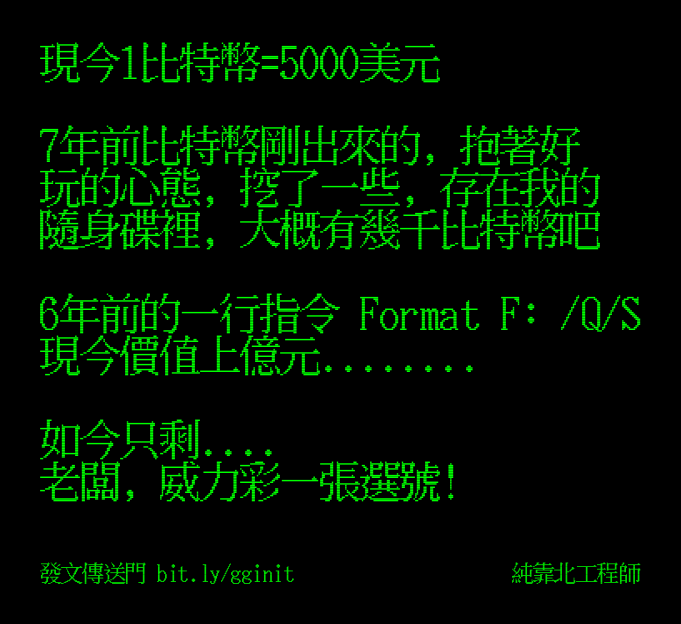 現今1比特幣=5000美元
7年前比特幣剛出來的, 抱著好
玩的心態, 挖了一些, 存在我的
隨身碟裡, 大概有幾千比特幣吧
6年前的一行指令 Format F: /Q/S
現今價值上億元........
如今只剩....
老闆, 威力彩一張選號!
發文傳送門 bit.ly/gginit
純靠北工程師